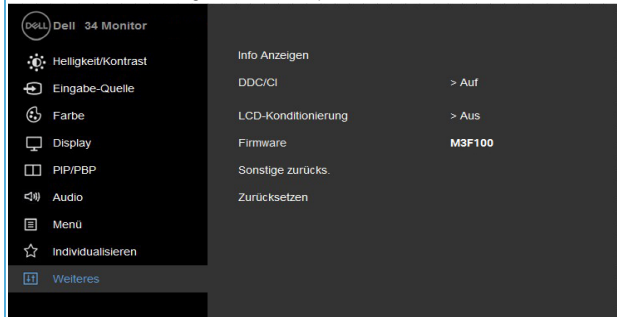 DELL Dell 34 Monitor
Helligkeit/Kontrast
Eingabe-Quelle
Farbe
Display
PIP/PBP
Audio
Menü
Individualisieren
Weiteres
Info Anzeigen
DDC/CI > Auf
LCD-Konditionierung > Aus
Firmware M3F100
Sonstige zurücks.
Zurücksetzen